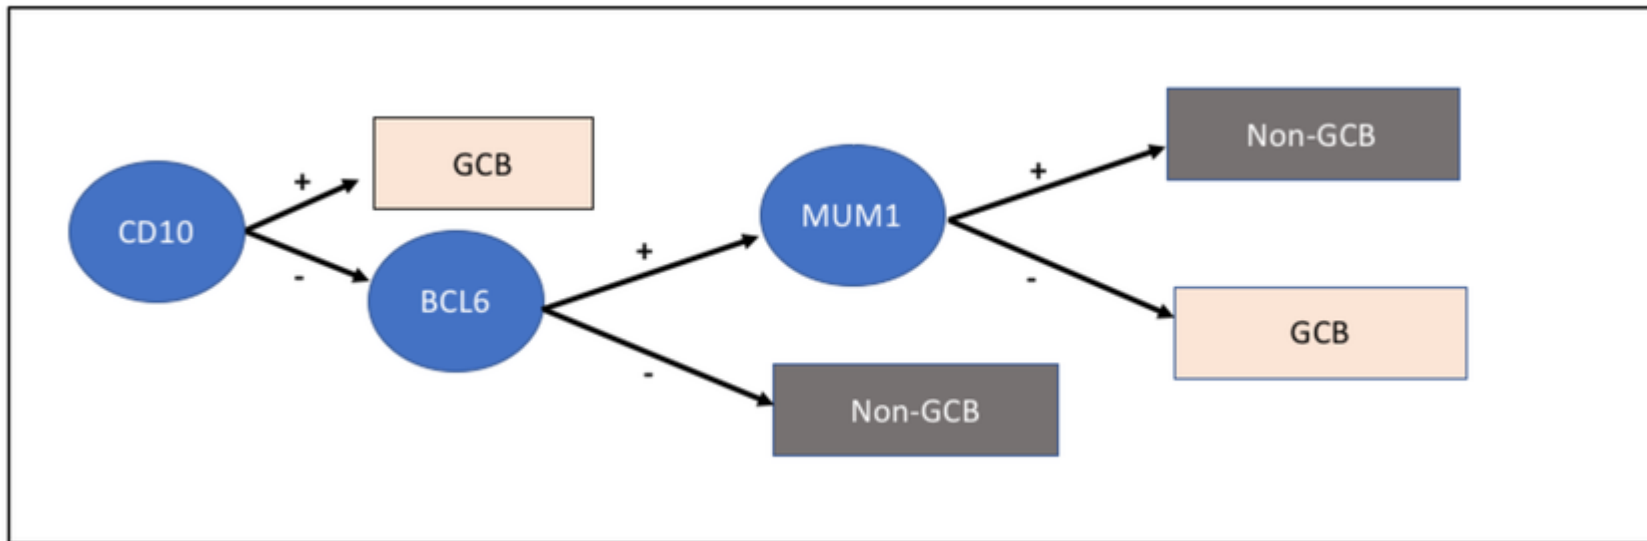 CD10
+
-
GCB
BCL6
+
-
MUM1
Non-GCB
+
-
Non-GCB
GCB